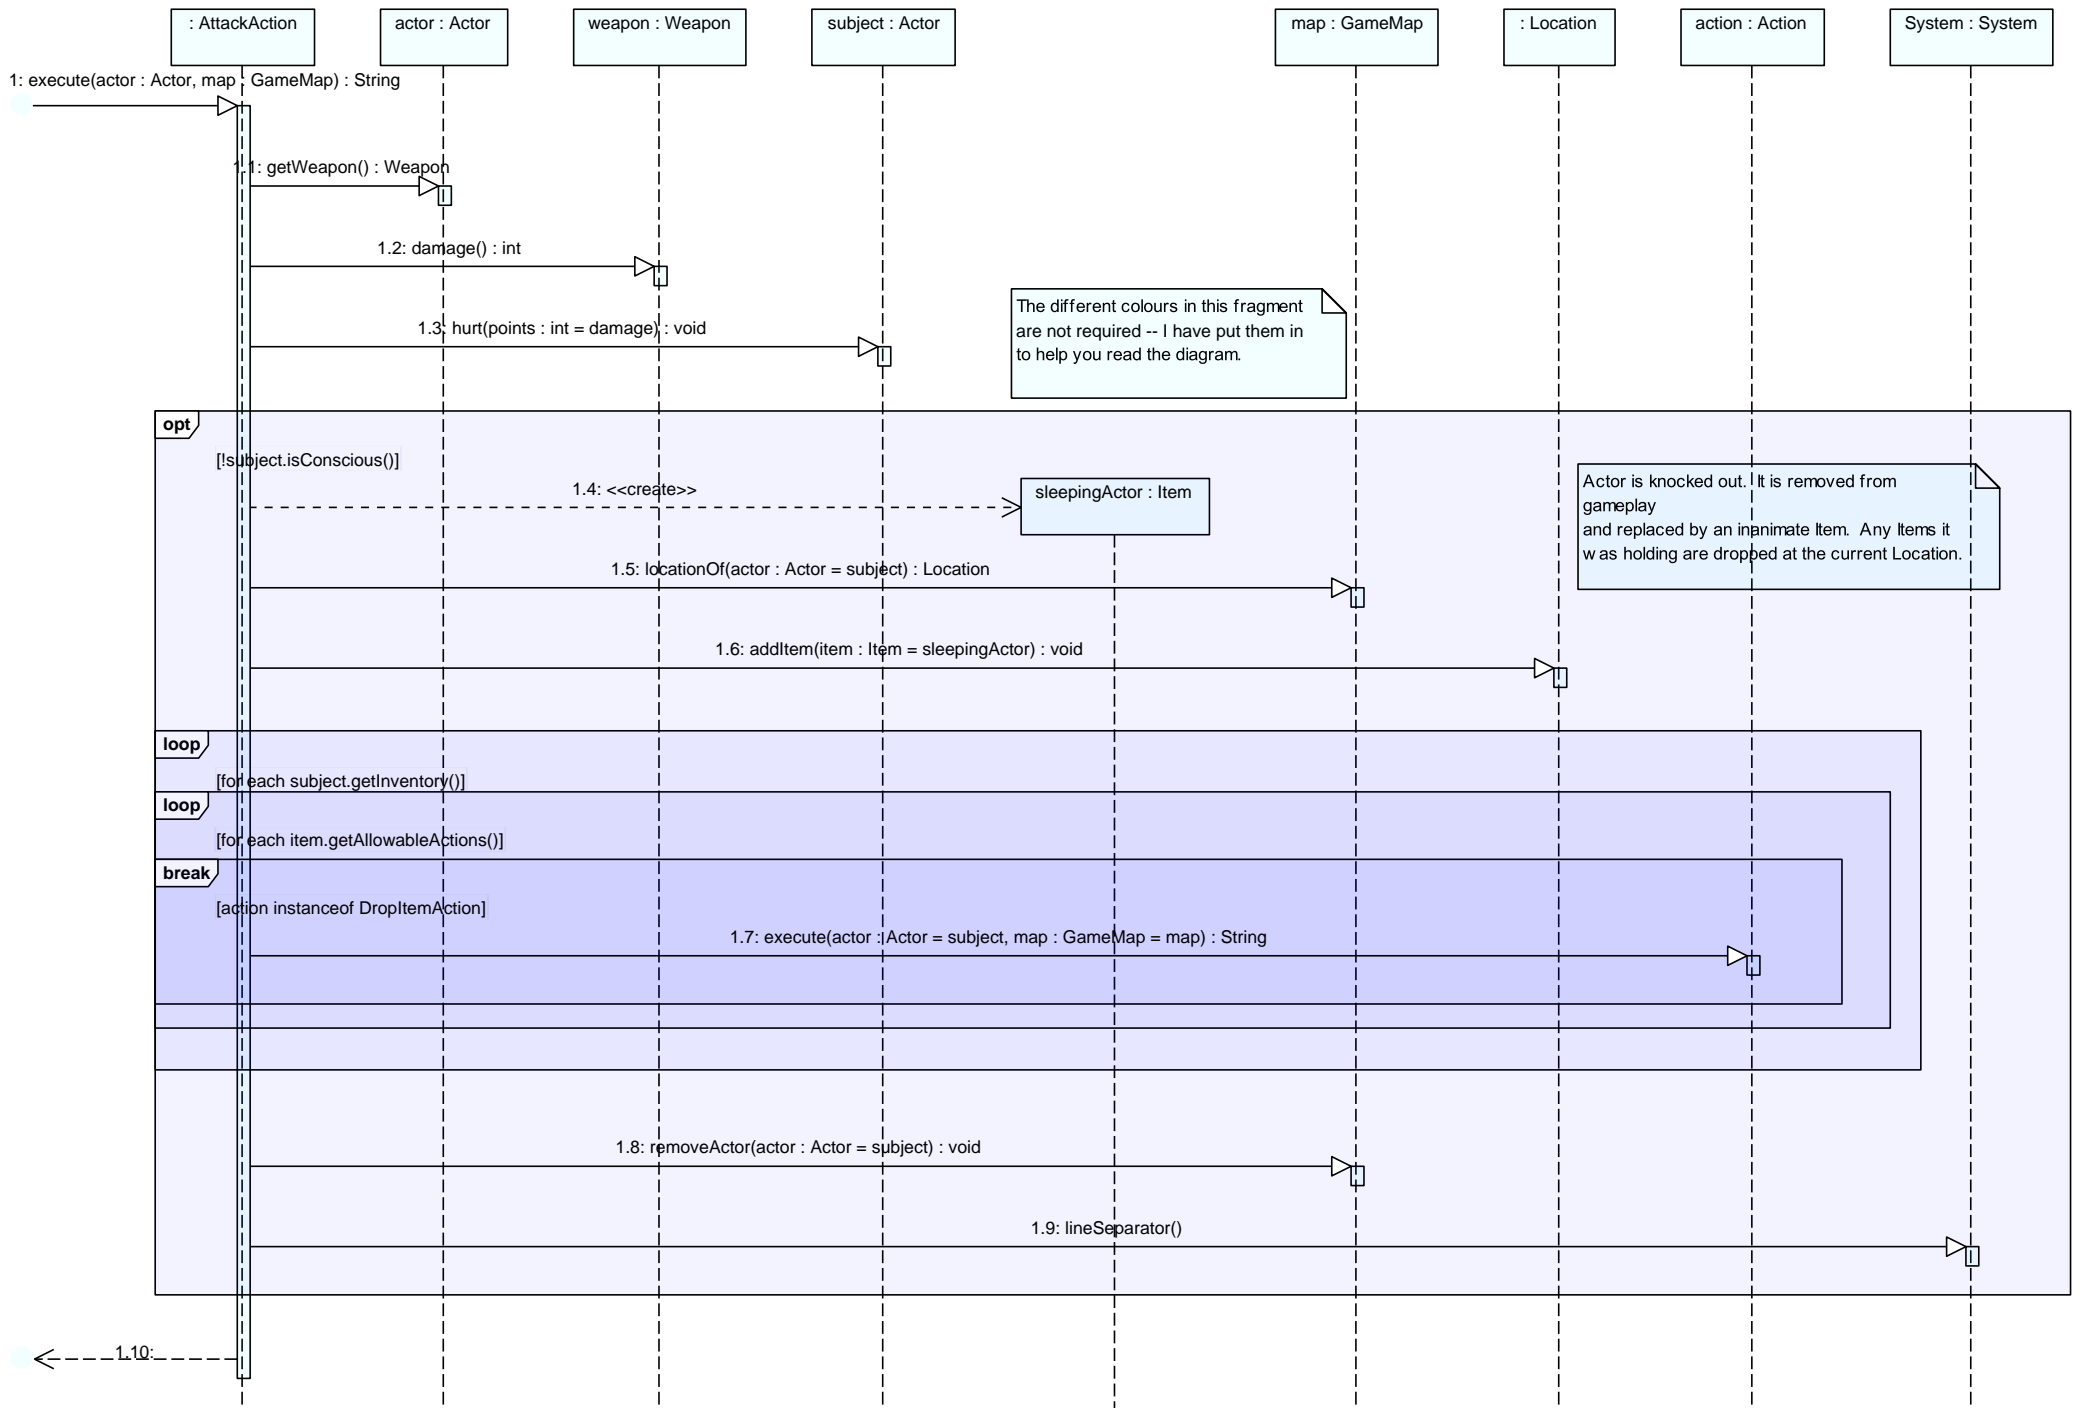 : AttackAction
actor : Actor
weapon : Weapon
subject : Actor
map : GameMap
: Location
action : Action
System : System
1: execute(actor : Actor, map : GameMap) : String
1.1: getWeapon() : Weapon
1.2: damage() : int
1.3: hurt(points : int = damage) : void
The different colours in this fragment
are not required -- I have put them in
to help you read the diagram.
opt
[!subject.isConscious()]
1.4: <<create>>
sleepingActor : Item
Actor is knocked out. It is removed from
gameplay
and replaced by an inanimate Item. Any Items it
was holding are dropped at the current Location.
1.5: locationOf(actor : Actor = subject) : Location
1.6: addItem(item : Item = sleepingActor) : void
loop
[for each subject.getInventory()]
loop
[for each item.getAllowableActions()]
break
[action instanceof DropItemAction]
1.7: execute(actor : Actor = subject, map : GameMap = map) : String
1.8: removeActor(actor : Actor = subject) : void
1.9: lineSeparator()
1.10: